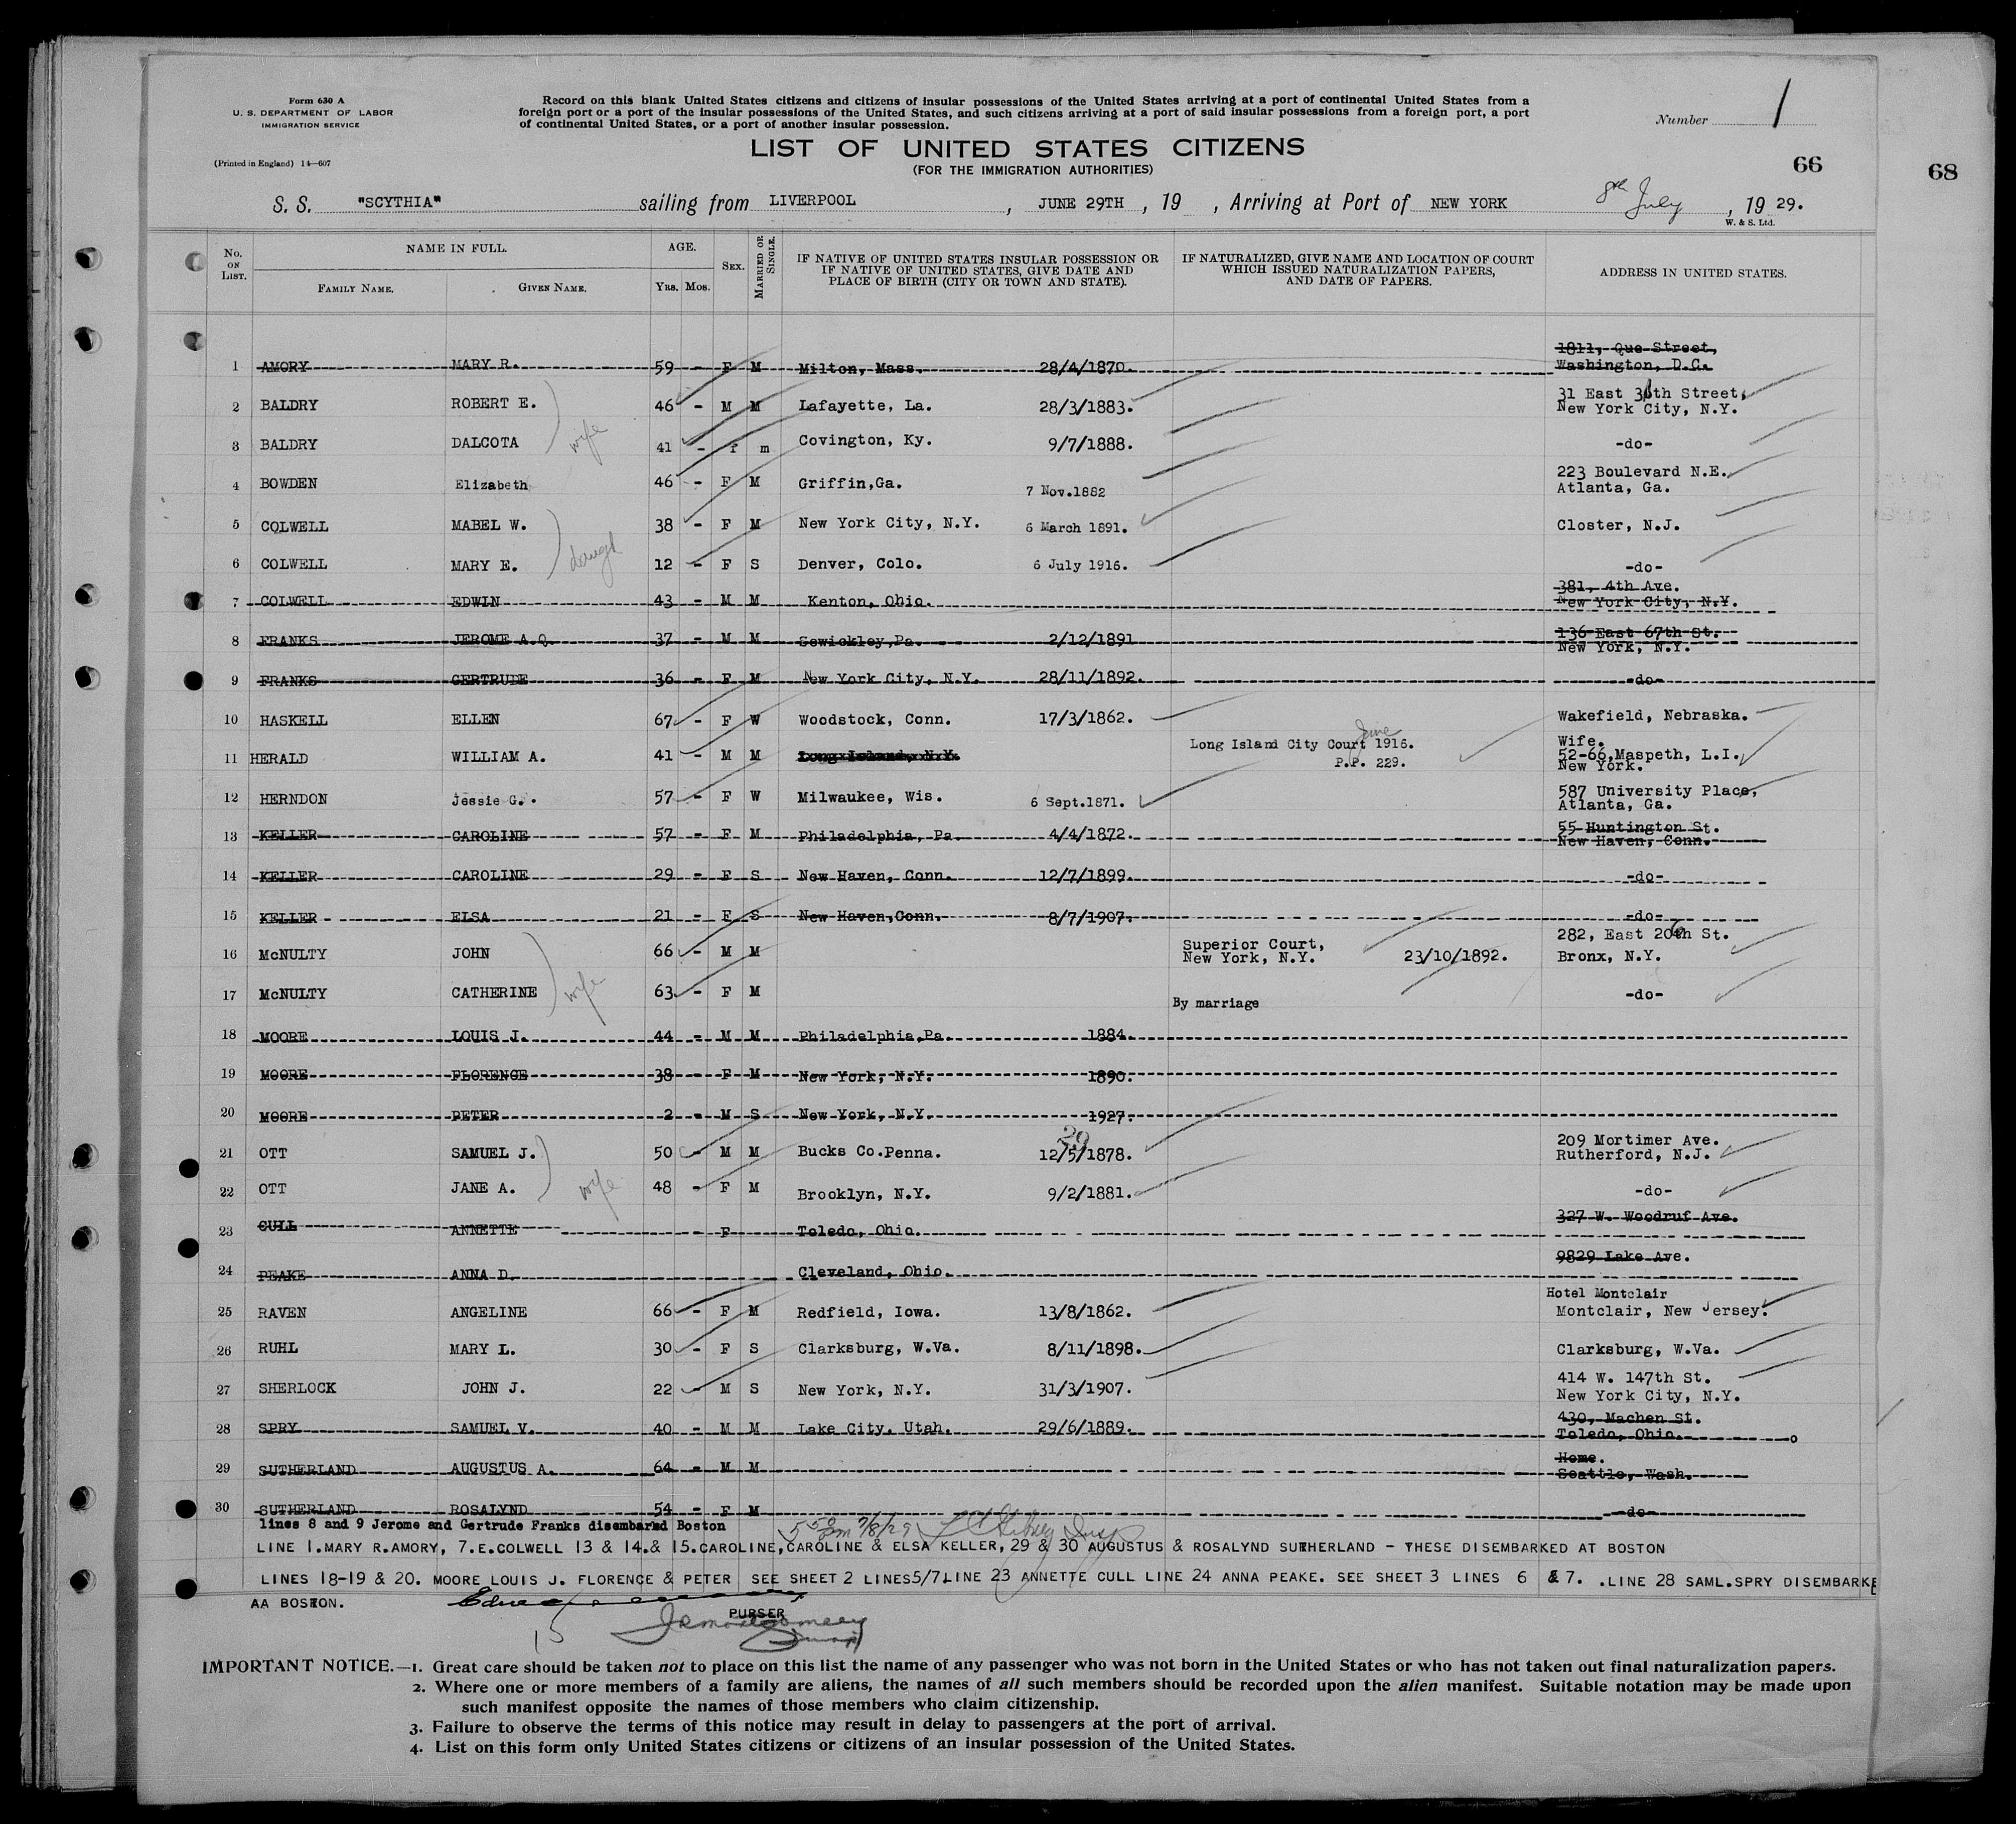 Form 630 A
U. S. DEPARTMENT OF LABOR
IMMIGRATION SERVICE
(Printed in England) 14—607
Record on this blank United States citizens and citizens of insular possessions of the United States arriving at a port of continental United States from a
foreign port or a port of the insular possessions of the United States, and such citizens arriving at a port of said insular possessions from a foreign port, a port
of continental United States, or a port of another insular possession.
Number 1
LIST OF UNITED STATES CITIZENS
(FOR THE IMMIGRATION AUTHORITIES)
66
68
S. S. "SCYTHIA" sailing from LIVERPOOL, JUNE 29TH, 19 , Arriving at Port of NEW YORK 8th July, 19 29.
W. & S. Ltd.
No. ON LIST. NAME IN FULL. FAMILY NAME. GIVEN NAME. AGE. Yrs. Mos. SEX. MARRIED OR SINGLE. IF NATIVE OF UNITED STATES INSULAR POSSESSION OR IF NATIVE OF UNITED STATES, GIVE DATE AND PLACE OF BIRTH (CITY OR TOWN AND STATE). IF NATURALIZED, GIVE NAME AND LOCATION OF COURT WHICH ISSUED NATURALIZATION PAPERS, AND DATE OF PAPERS. ADDRESS IN UNITED STATES.
1 AMORY MARY R. 59 - F M Milton, Mass. 28/4/1870. 1811, Que Street, Washington, D.C.
2 BALDRY ROBERT E. 46 - M M Lafayette, La. 28/3/1883. 31 East 36th Street, New York City, N.Y.
wife
3 BALDRY DALCOTA 41 - f m Covington, Ky. 9/7/1888. -do-
4 BOWDEN Elizabeth 46 - F M Griffin,Ga. 7 Nov.1882 223 Boulevard N.E. Atlanta, Ga.
5 COLWELL MABEL W. 38 - F M New York City, N.Y. 6 March 1891. Closter, N.J.
daugh
6 COLWELL MARY E. 12 - F S Denver, Colo. 6 July 1916. -do-
7 COLWELL EDWIN 43 - M M Kenton, Ohio. 381, 4th Ave. New York City, N.Y.
8 FRANKS JEROME A.Q. 37 - M M Sewickley,Pa. 2/12/1891 136 East 67th St. New York, N.Y.
9 FRANKS GERTRUDE 36 - F M New York City, N.Y. 28/11/1892. -do-
10 HASKELL ELLEN 67 - F W Woodstock, Conn. 17/3/1862. Wakefield, Nebraska.
11 HERALD WILLIAM A. 41 - M M Long Island, N.Y. Long Island City Court June 1916. P.P. 229. Wife. 52-66,Maspeth, L.I. New York.
12 HERNDON Jessie G. 57 - F W Milwaukee, Wis. 6 Sept.1871. 587 University Place, Atlanta, Ga.
13 KELLER CAROLINE 57 - F M Philadelphia, Pa. 4/4/1872. 55 Huntington St. New Haven, Conn.
14 KELLER CAROLINE 29 - F S New Haven, Conn. 12/7/1899. -do-
15 KELLER ELSA 21 - F S New Haven,Conn. 8/7/1907. -do-
16 McNULTY JOHN 66 - M M Superior Court, New York, N.Y. 23/10/1892. 282, East 206th St. Bronx, N.Y.
wife
17 McNULTY CATHERINE 63 - F M By marriage -do-
18 MOORE LOUIS J. 44 - M M Philadelphia,Pa. 1884.
19 MOORE FLORENCE 38 - F M New York, N.Y. 1890.
20 MOORE PETER 2 - M S New York, N.Y. 1927.
21 OTT SAMUEL J. 50 - M M Bucks Co.Penna. 29 12/5/1878. 209 Mortimer Ave. Rutherford, N.J.
wife
22 OTT JANE A. 48 - F M Brooklyn, N.Y. 9/2/1881. -do-
23 CULL ANNETTE - F Toledo, Ohio. 327 W. Woodruf Ave.
24 PEAKE ANNA D. Cleveland, Ohio. 9829 Lake Ave.
25 RAVEN ANGELINE 66 - F M Redfield, Iowa. 13/8/1862. Hotel Montclair Montclair, New Jersey.
26 RUHL MARY L. 30 - F S Clarksburg, W.Va. 8/11/1898. Clarksburg, W.Va.
27 SHERLOCK JOHN J. 22 - M S New York, N.Y. 31/3/1907. 414 W. 147th St. New York City, N.Y.
28 SPRY SAMUEL V. 40 - M M Lake City, Utah. 29/6/1889. 430, Machen St. Toledo, Ohio.
29 SUTHERLAND AUGUSTUS A. 64 - M M Home. Seattle, Wash.
30 SUTHERLAND ROSALYND 54 - F M -do-
lines 8 and 9 Jerome and Gertrude Franks disembarked Boston 5 50 pm 7/8/29
LINE 1.MARY R.AMORY, 7.E.COLWELL 13 & 14.& 15.CAROLINE,CAROLINE & ELSA KELLER, 29 & 30 AUGUSTUS & ROSALYND SUTHERLAND - THESE DISEMBARKED AT BOSTON
LINES 18-19 & 20. MOORE LOUIS J. FLORENCE & PETER SEE SHEET 2 LINES 5/7.LINE 23 ANNETTE CULL LINE 24 ANNA PEAKE. SEE SHEET 3 LINES 6 & 7. .LINE 28 SAML.SPRY DISEMBARKE
AA BOSTON.
PURSER
15
IMPORTANT NOTICE.—1. Great care should be taken not to place on this list the name of any passenger who was not born in the United States or who has not taken out final naturalization papers.
2. Where one or more members of a family are aliens, the names of all such members should be recorded upon the alien manifest. Suitable notation may be made upon
such manifest opposite the names of those members who claim citizenship.
3. Failure to observe the terms of this notice may result in delay to passengers at the port of arrival.
4. List on this form only United States citizens or citizens of an insular possession of the United States.